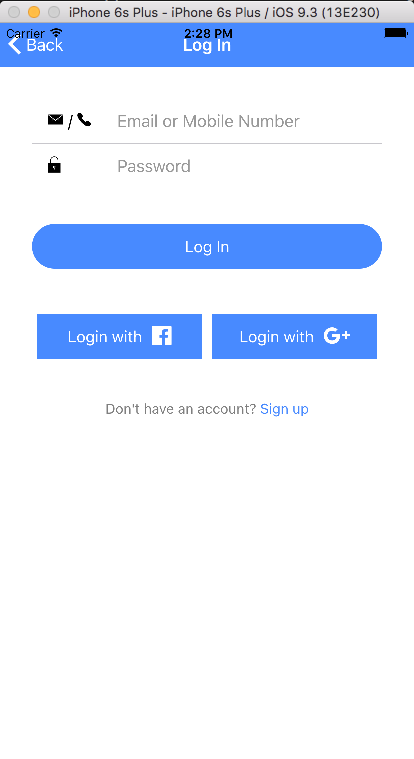 iPhone 6s Plus - iPhone 6s Plus / iOS 9.3 (13E230)
Carrier 2:28 PM
Back Log In
/ Email or Mobile Number
Password
Log In
Login with Login with G+
Don't have an account? Sign up